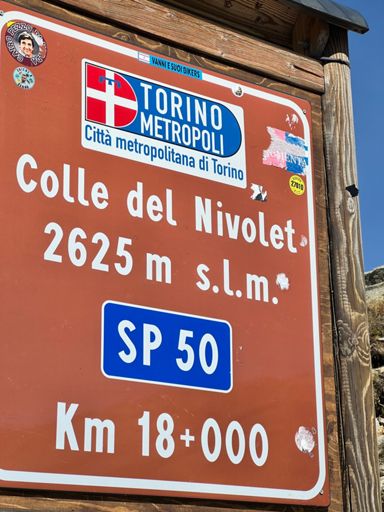 VANNI E SUOI BIKERS
TORINO
METROPOLI
Città metropolitana di Torino
Colle del Nivolet
2625 m s.l.m.
SP 50
Km 18+000